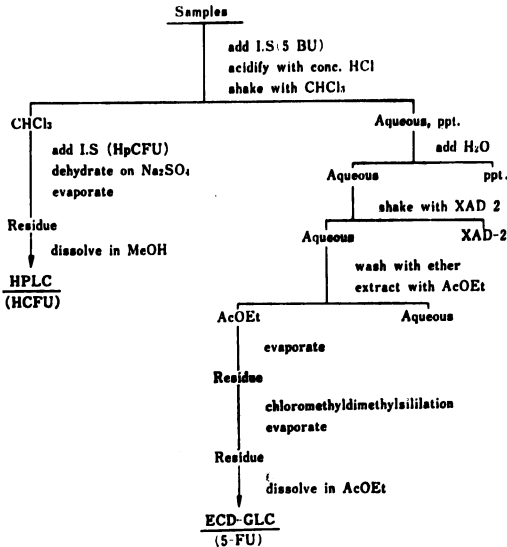 Samples
add I.S (5 BU)
acidify with conc. HCl
shake with CHCl₃
CHCl₃
Aqueous, ppt.
add I.S (HpCFU)
dehydrate on Na₂SO₄
evaporate
add H₂O
Aqueous
ppt.
shake with XAD 2
Residue
Aqueous
XAD-2
dissolve in MeOH
wash with ether
extract with AcOEt
HPLC
(HCFU)
AcOEt
Aqueous
evaporate
Residue
chloromethyldimethylsililation
evaporate
Residue
dissolve in AcOEt
ECD-GLC
(5-FU)